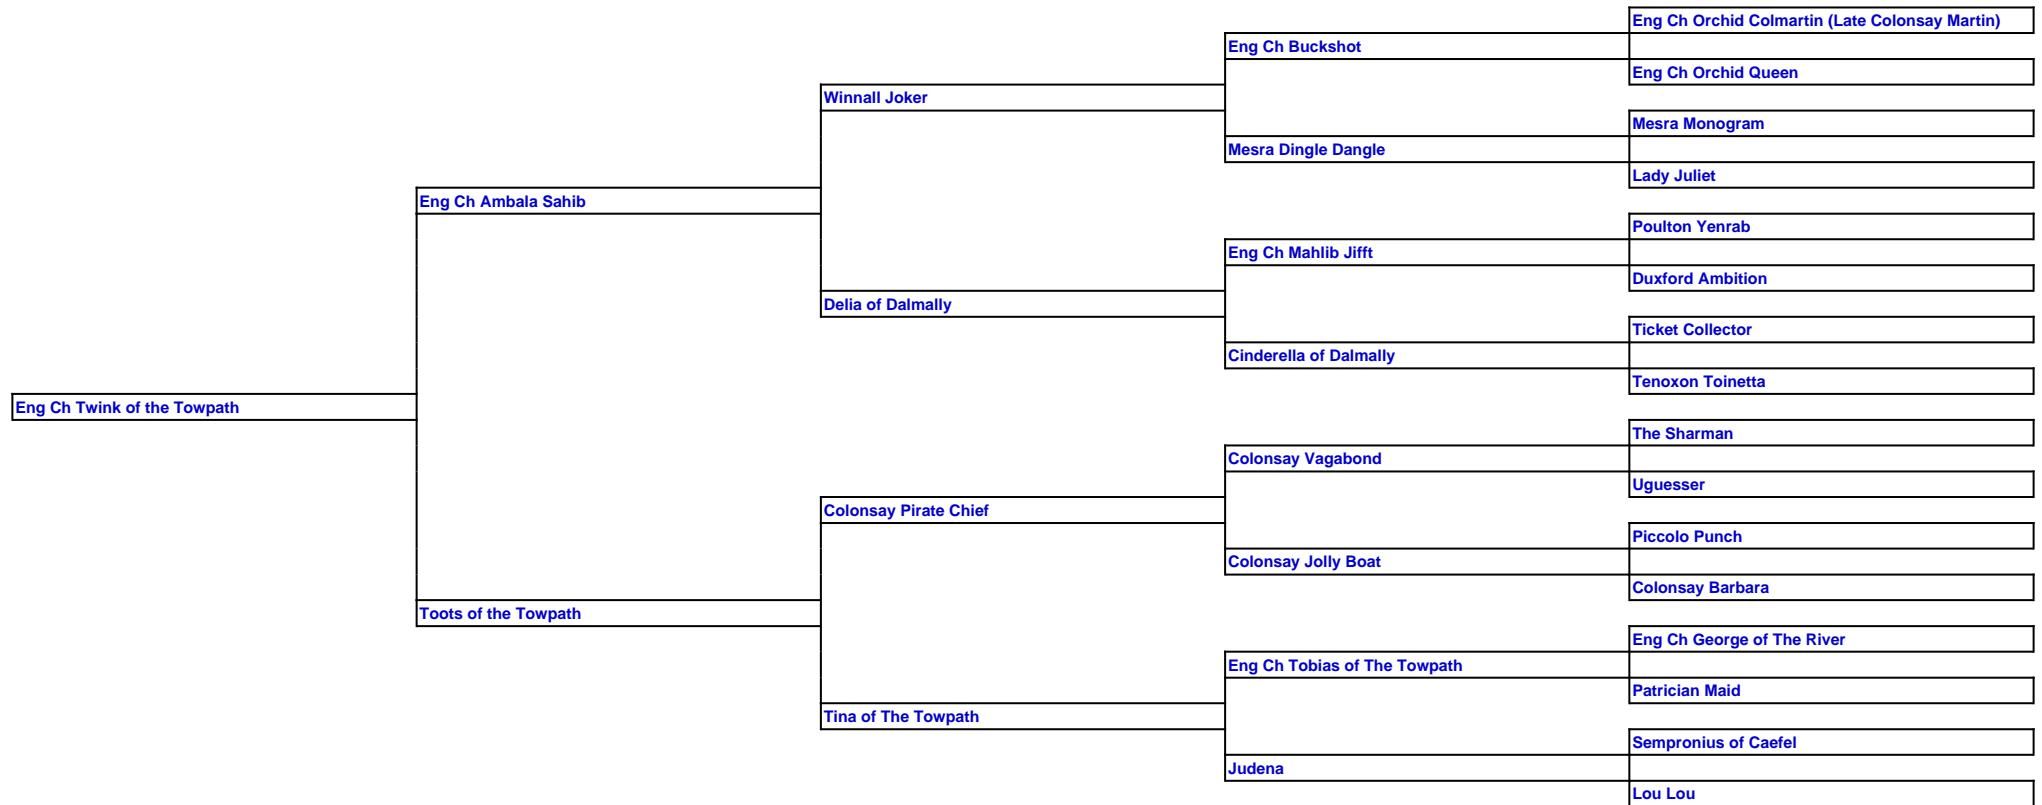 Eng Ch Orchid Colmartin (Late Colonsay Martin)
Eng Ch Buckshot
Eng Ch Orchid Queen
Winnall Joker
Mesra Monogram
Mesra Dingle Dangle
Lady Juliet
Eng Ch Ambala Sahib
Poulton Yenrab
Eng Ch Mahlib Jifft
Duxford Ambition
Delia of Dalmally
Ticket Collector
Cinderella of Dalmally
Tenoxon Toinetta
Eng Ch Twink of the Towpath
The Sharman
Colonsay Vagabond
Uguesser
Colonsay Pirate Chief
Piccolo Punch
Colonsay Jolly Boat
Colonsay Barbara
Toots of the Towpath
Eng Ch George of The River
Eng Ch Tobias of The Towpath
Patrician Maid
Tina of The Towpath
Sempronius of Caefel
Judena
Lou Lou